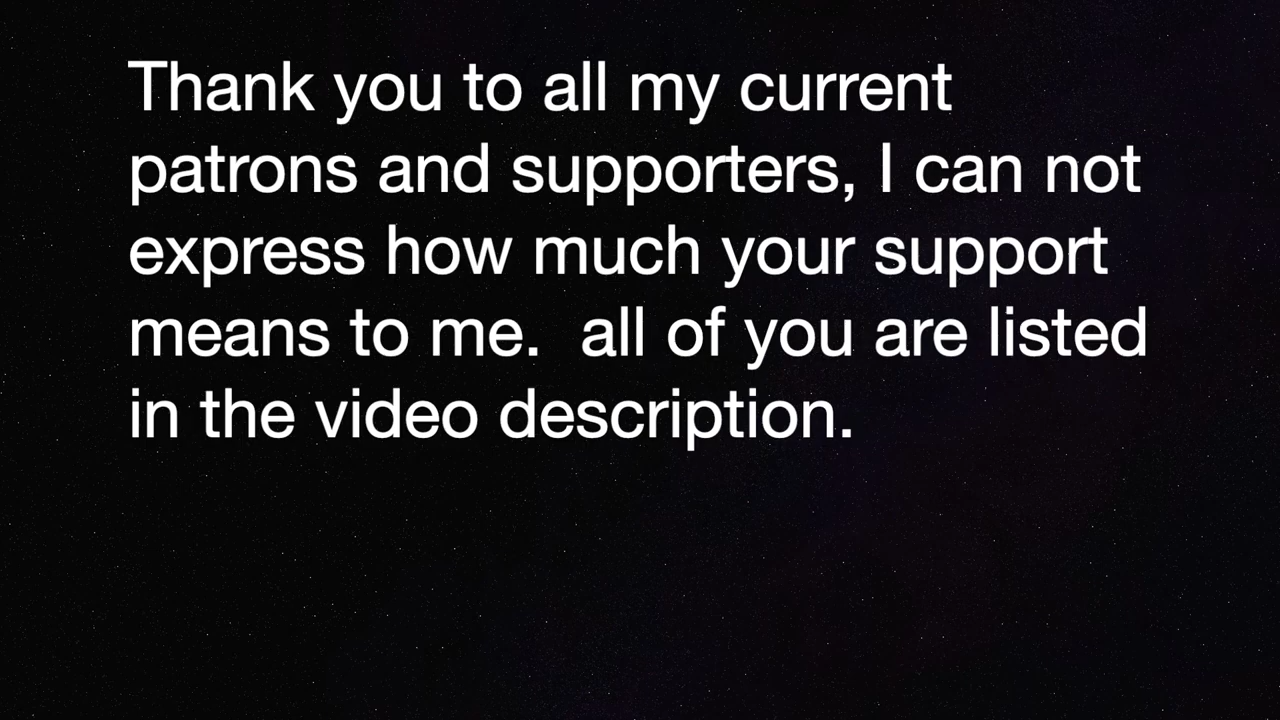 Thank you to all my current
patrons and supporters, I can not
express how much your support
means to me.  all of you are listed
in the video description.